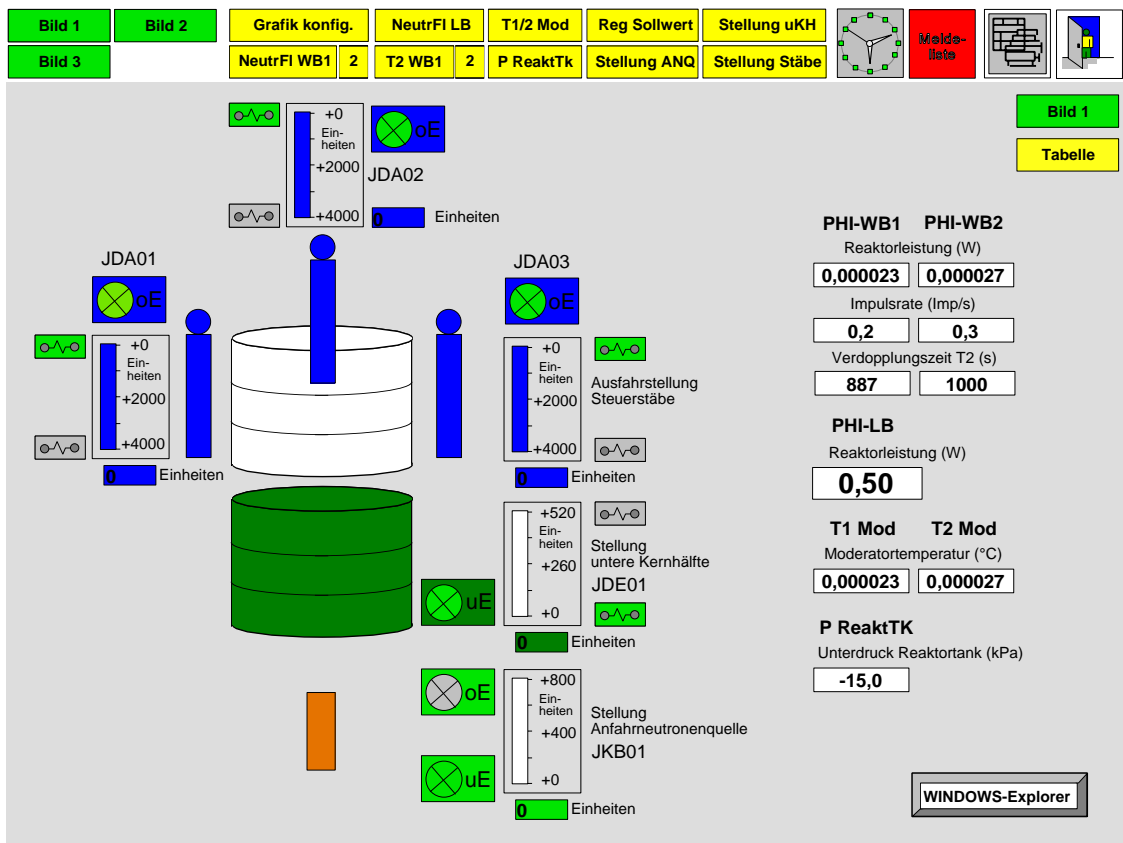 Bild 1
Bild 2
Grafik konfig.
NeutrFl LB
T1/2 Mod
Reg Sollwert
Stellung uKH
Melde-
liste
Bild 3
NeutrFl WB1
2
T2 WB1
2
P ReaktTk
Stellung ANQ
Stellung Stäbe
Bild 1
Tabelle
+0
Ein-
heiten
+2000
+4000
oE
JDA02
0
Einheiten
JDA01
oE
+0
Ein-
heiten
+2000
+4000
0
Einheiten
JDA03
oE
+0
Ein-
heiten
+2000
+4000
Ausfahrstellung
Steuerstäbe
0
Einheiten
+520
Ein-
heiten
+260
+0
Stellung
untere Kernhälfte
JDE01
uE
0
Einheiten
oE
+800
Ein-
heiten
+400
+0
Stellung
Anfahrneutronenquelle
JKB01
uE
0
Einheiten
PHI-WB1 PHI-WB2
Reaktorleistung (W)
0,000023 0,000027
Impulsrate (Imp/s)
0,2 0,3
Verdopplungszeit T2 (s)
887 1000
PHI-LB
Reaktorleistung (W)
0,50
T1 Mod T2 Mod
Moderatortemperatur (°C)
0,000023 0,000027
P ReaktTK
Unterdruck Reaktortank (kPa)
-15,0
WINDOWS-Explorer